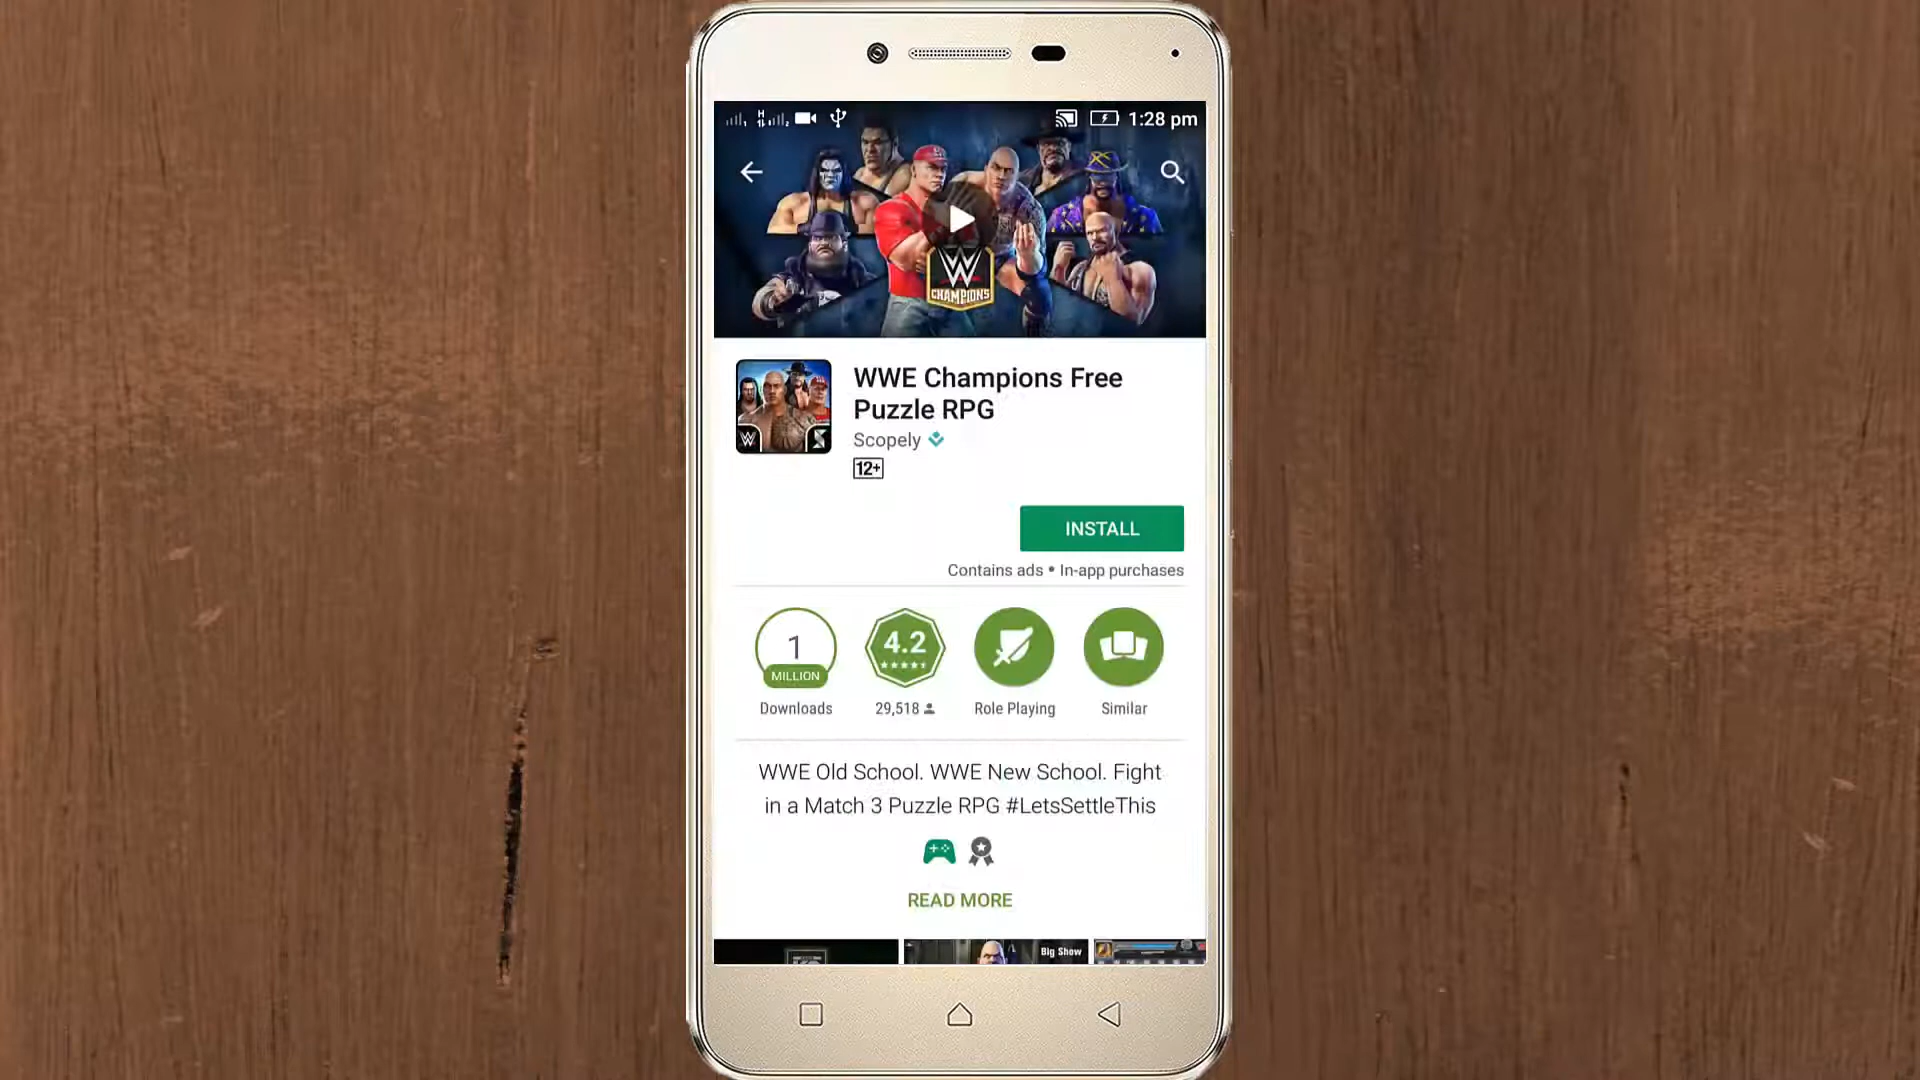 1:28 pm
W
CHAMPIONS
WWE Champions Free
Puzzle RPG
Scopely
12+
INSTALL
Contains ads • In-app purchases
1
MILLION
4.2
Downloads
29,518
Role Playing
Similar
WWE Old School. WWE New School. Fight
in a Match 3 Puzzle RPG #LetsSettleThis
READ MORE
Big Show